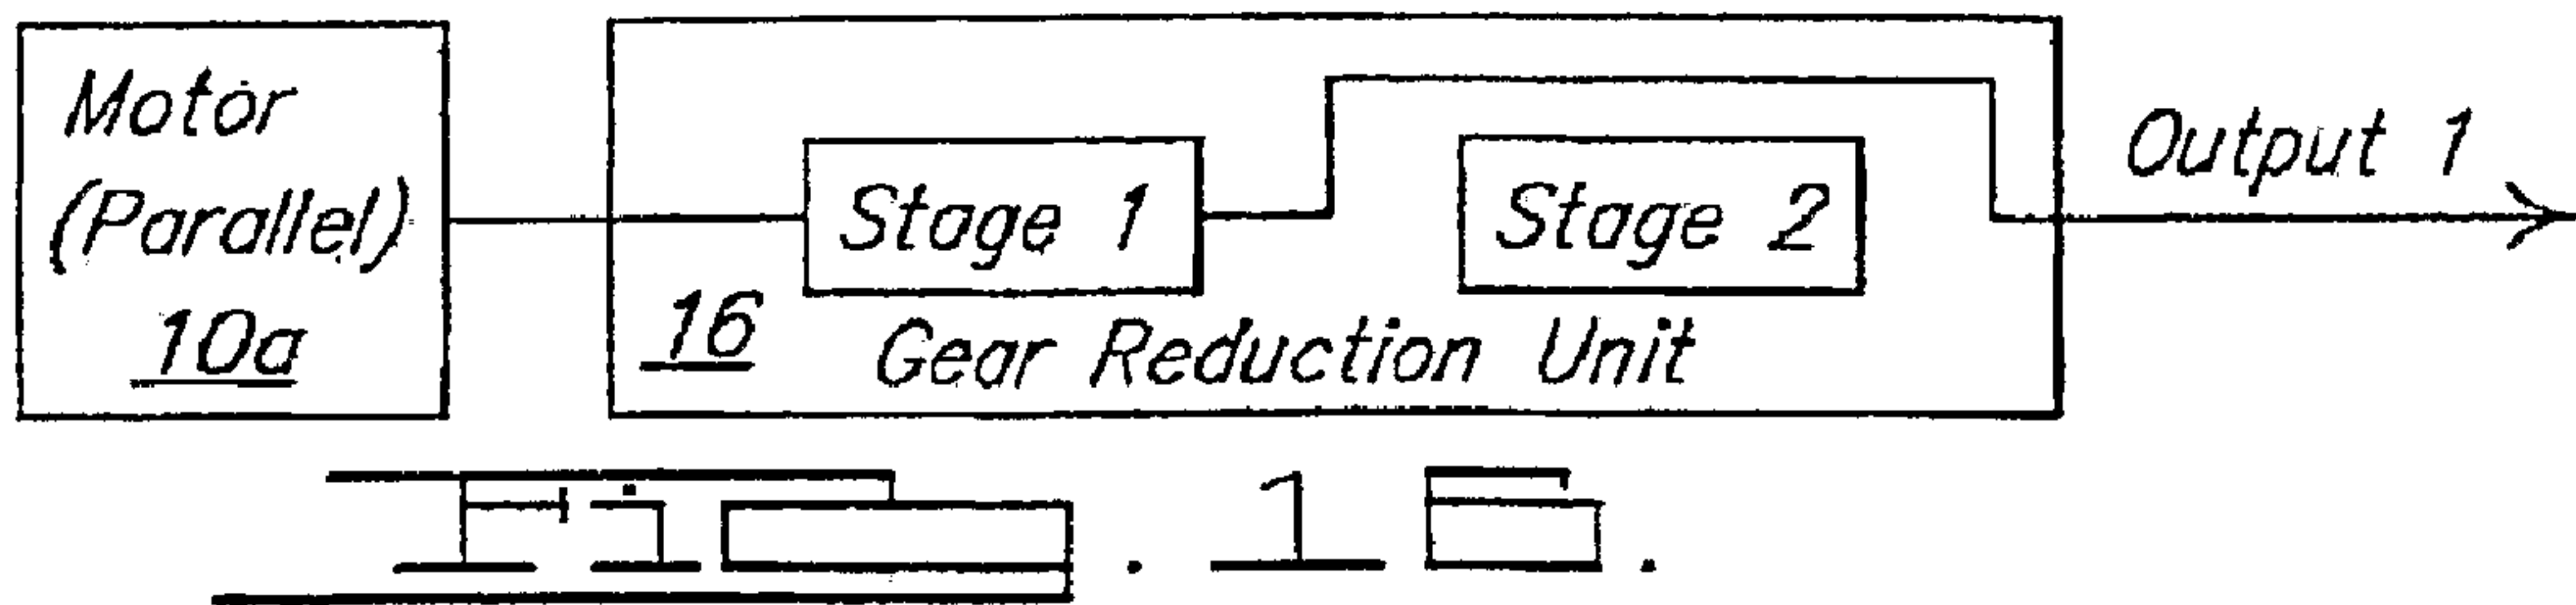 Motor
(Parallel)
10a
Stage 1
Stage 2
16
Gear Reduction Unit
Output 1
Fig. 16.